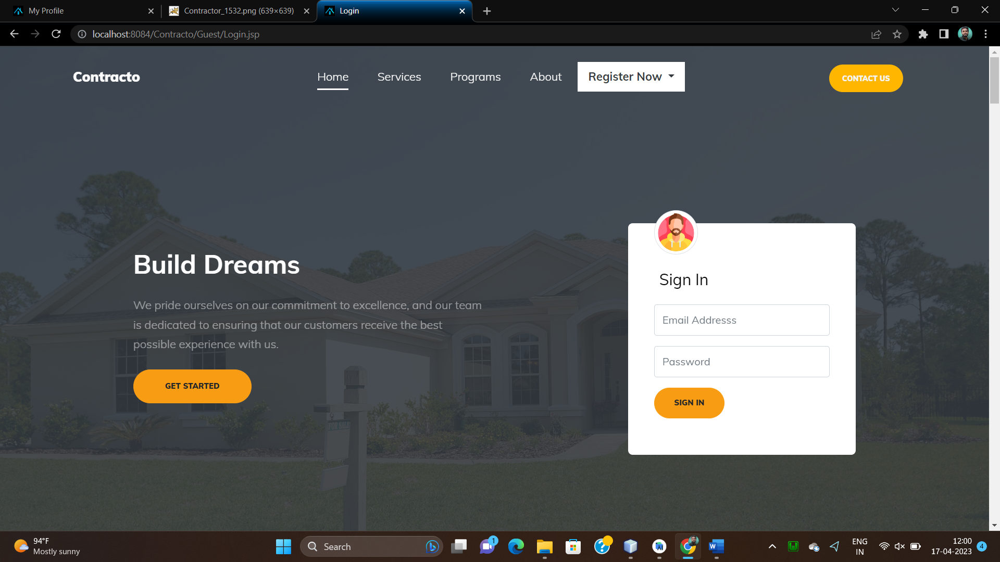 My Profile
Contractor_1532.png (639×639)
Login
localhost:8084/Contracto/Guest/Login.jsp
Contracto
Home
Services
Programs
About
Register Now
CONTACT US
Build Dreams
We pride ourselves on our commitment to excellence, and our team
is dedicated to ensuring that our customers receive the best
possible experience with us.
GET STARTED
Sign In
Email Addresss
Password
SIGN IN
FOR SALE
94°F
Mostly sunny
Search
1
AI
W
ENG
IN
12:00
17-04-2023
4